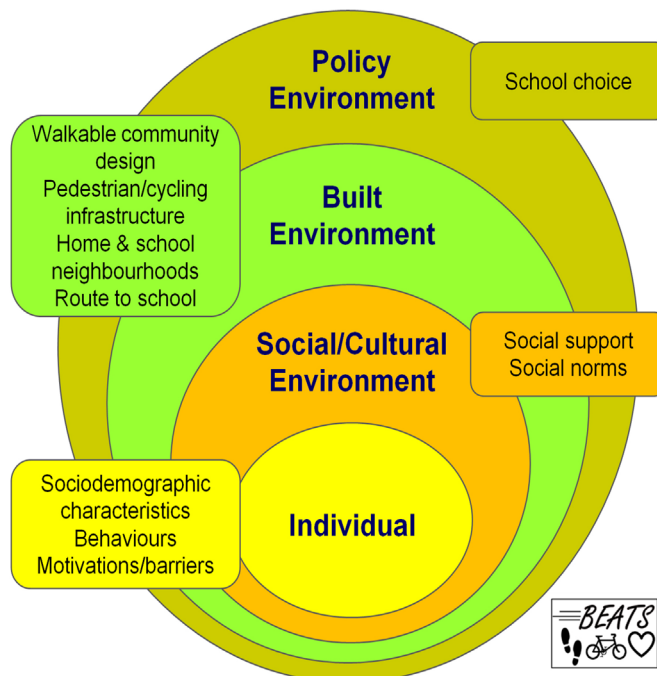 Policy
Environment
School choice
Walkable community
design
Pedestrian/cycling
infrastructure
Home & school
neighbourhoods
Route to school
Built
Environment
Social/Cultural
Environment
Social support
Social norms
Sociodemographic
characteristics
Behaviours
Motivations/barriers
Individual
BEATS